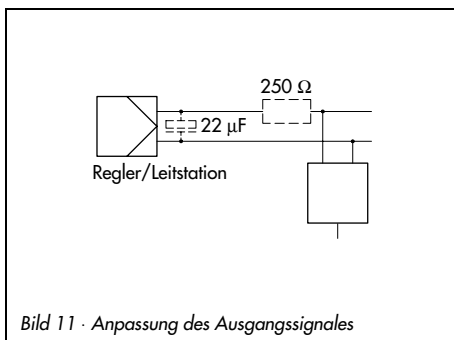 250 Ω
22 µF
Regler/Leitstation
Bild 11 · Anpassung des Ausgangssignales